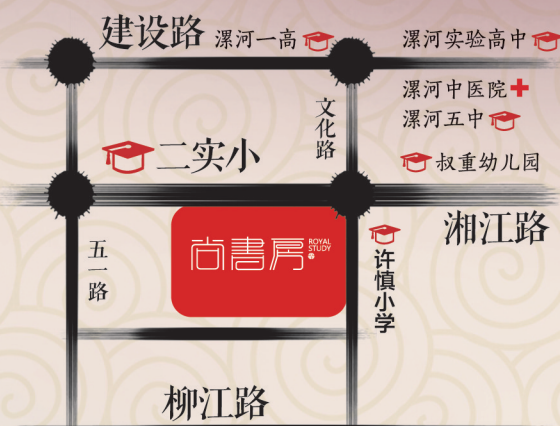 建设路
漯河一高
漯河实验高中
漯河中医院
文化路
漯河五中
二实小
叔重幼儿园
湘江路
尚書房
ROYAL
STUDY
五一路
许慎小学
柳江路